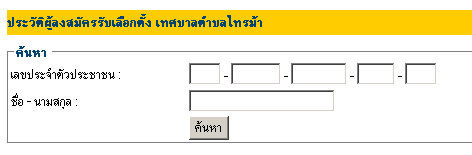 ประวัติผู้ลงสมัครรับเลือกตั้ง เทศบาลตำบลไทรม้า
ค้นหา
เลขประจำตัวประชาชน : - - - -
ชื่อ - นามสกุล :
ค้นหา